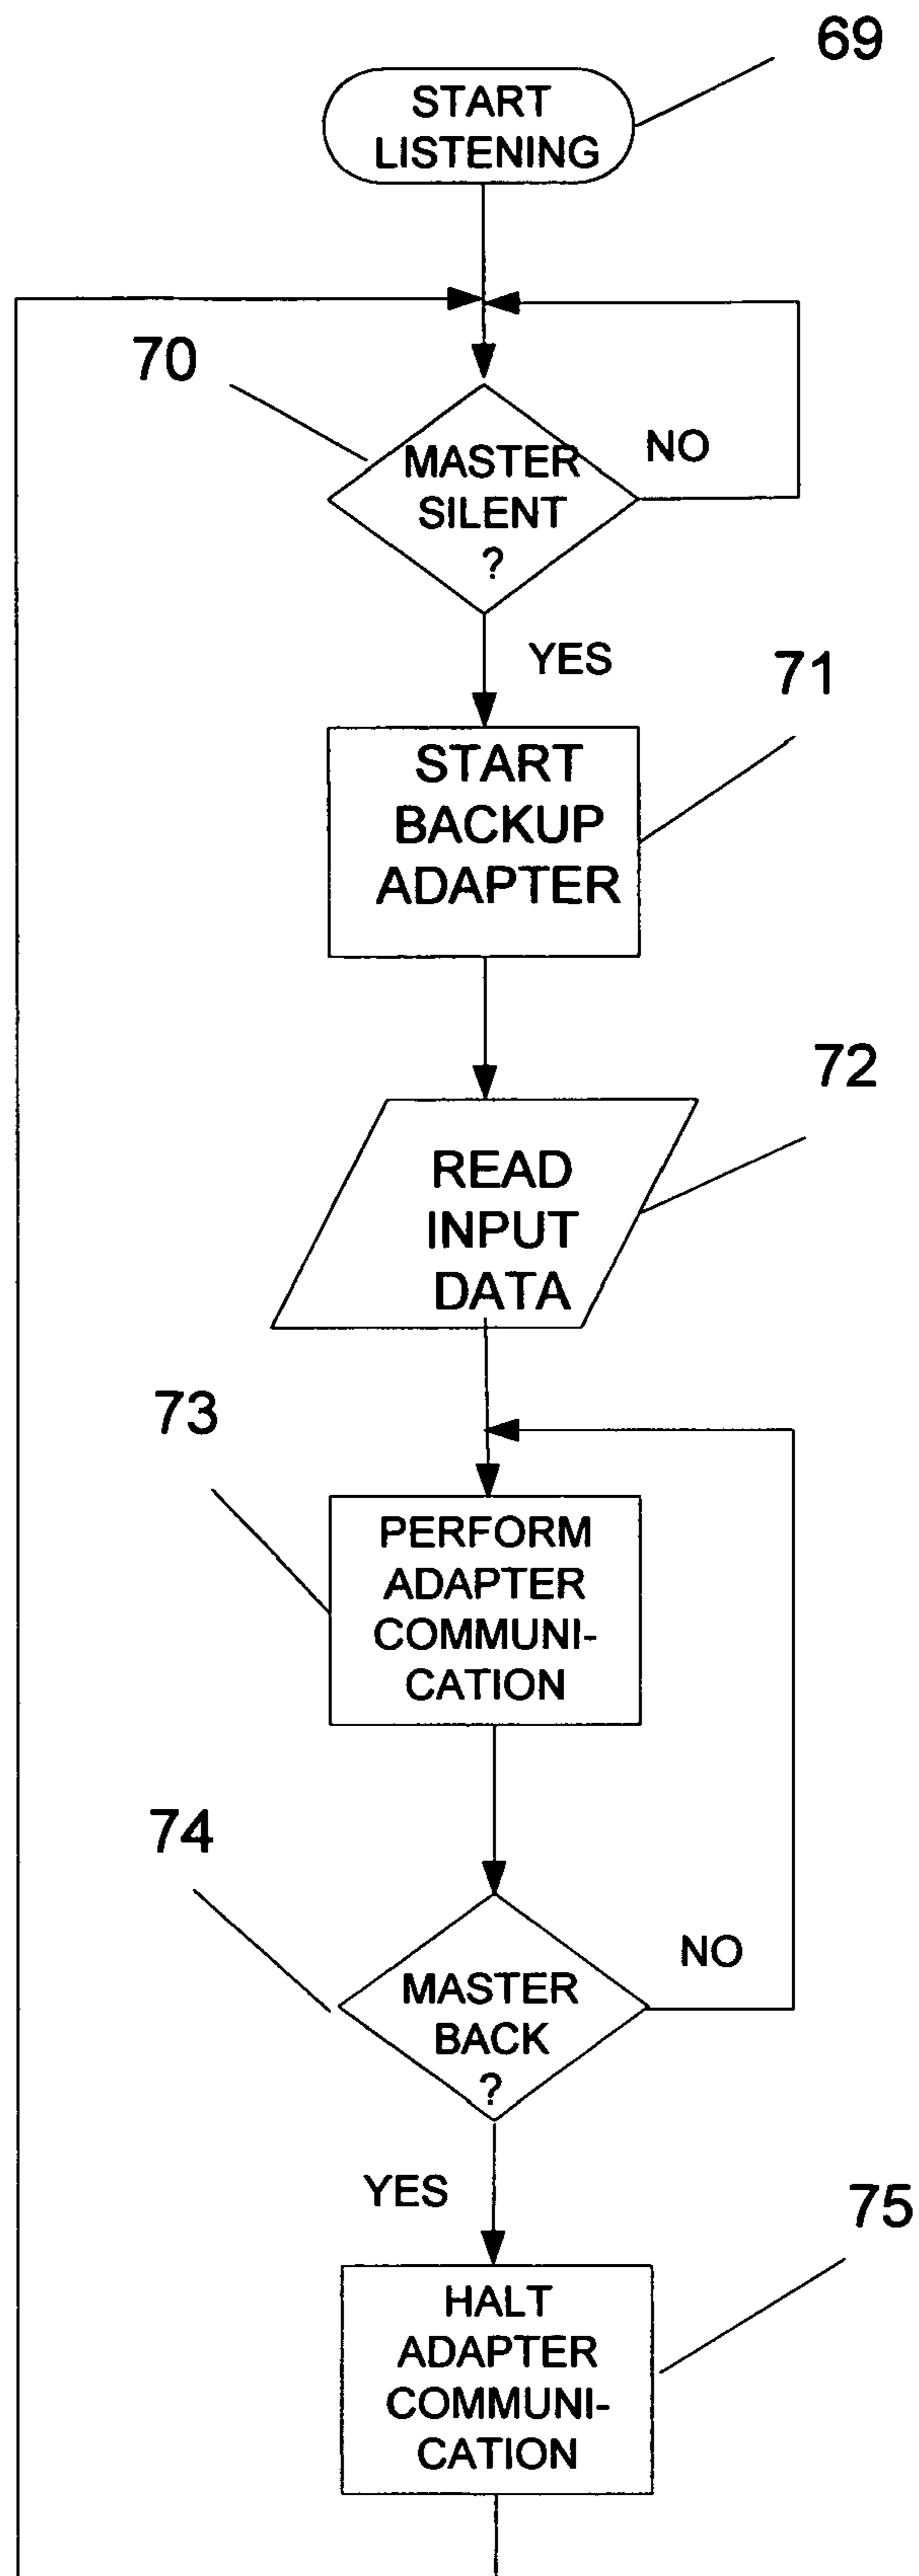 69
START
LISTENING
70
MASTER
SILENT
?
NO
YES
71
START
BACKUP
ADAPTER
72
READ
INPUT
DATA
73
PERFORM
ADAPTER
COMMUNI-
CATION
74
MASTER
BACK
?
NO
YES
75
HALT
ADAPTER
COMMUNI-
CATION